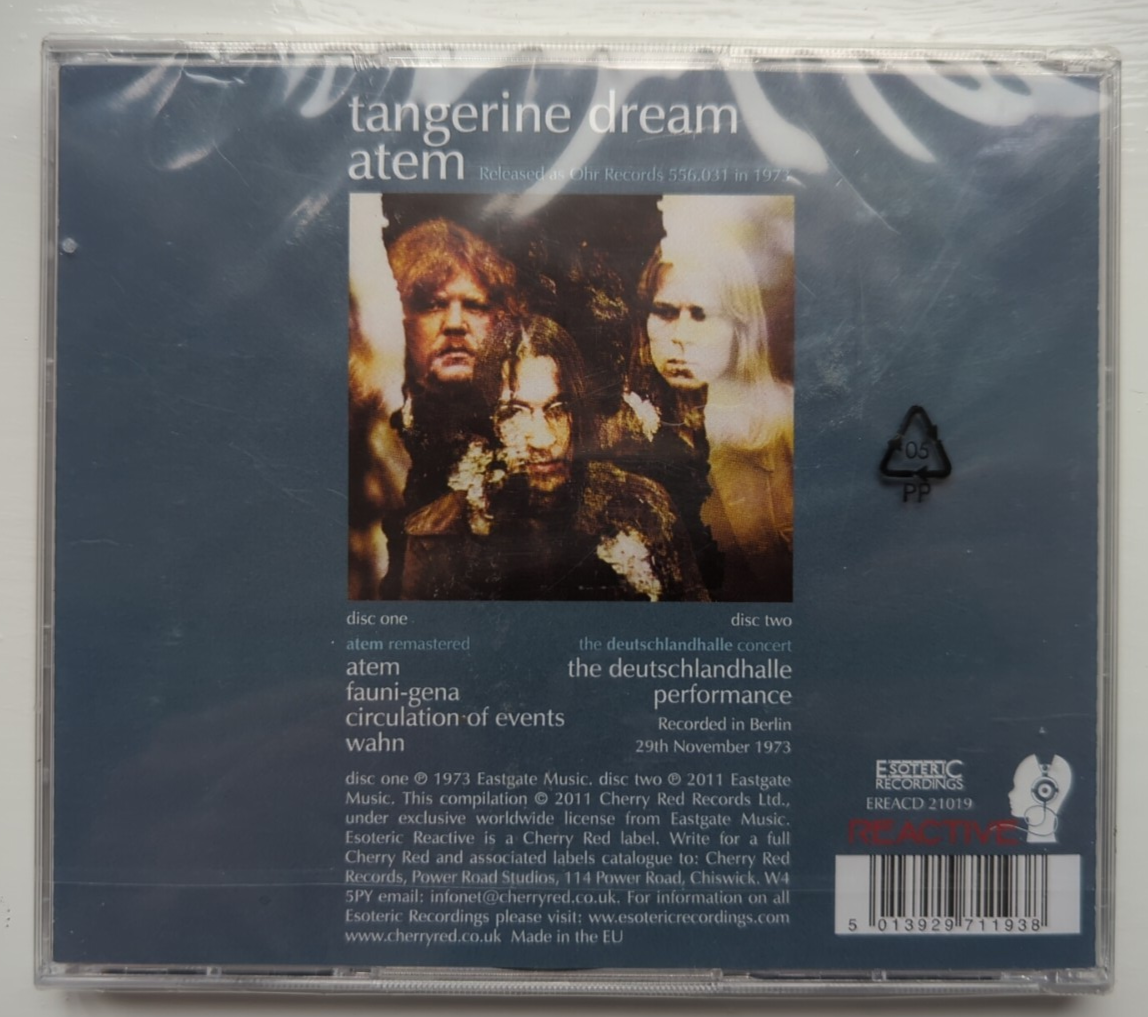 tangerine dream
atem Released as Ohr Records 556.031 in 1973
05
PP
disc one
atem remastered
atem
fauni-gena
circulation of events
wahn
disc two
the deutschlandhalle concert
the deutschlandhalle
performance
Recorded in Berlin
29th November 1973
disc one ℗ 1973 Eastgate Music. disc two ℗ 2011 Eastgate
Music. This compilation © 2011 Cherry Red Records Ltd.,
under exclusive worldwide license from Eastgate Music.
Esoteric Reactive is a Cherry Red label. Write for a full
Cherry Red and associated labels catalogue to: Cherry Red
Records, Power Road Studios, 114 Power Road, Chiswick. W4
5PY email: infonet@cherryred.co.uk. For information on all
Esoteric Recordings please visit: ww.esotericrecordings.com
www.cherryred.co.uk Made in the EU
ESOTERIC
RECORDINGS
EREACD 21019
REACTIVE
5 013929 711938